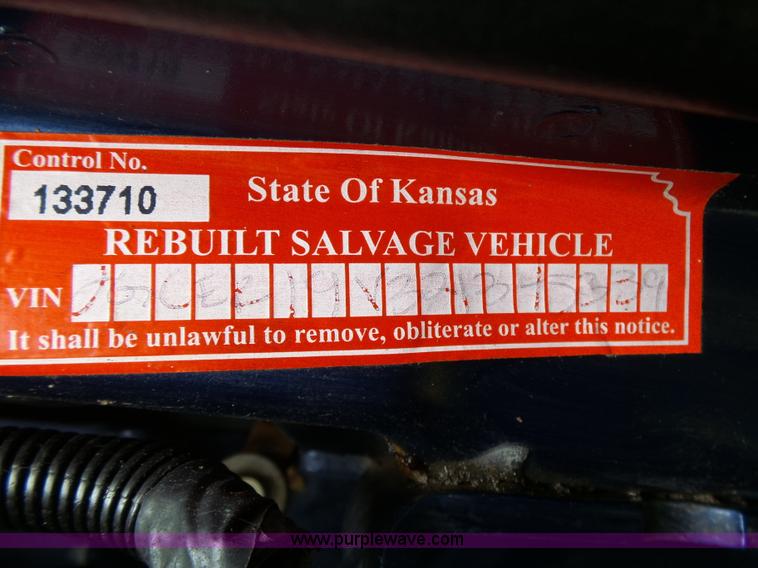 Control No.
133710
State Of Kansas
REBUILT SALVAGE VEHICLE
VIN
It shall be unlawful to remove, obliterate or alter this notice.
www.purplewave.com